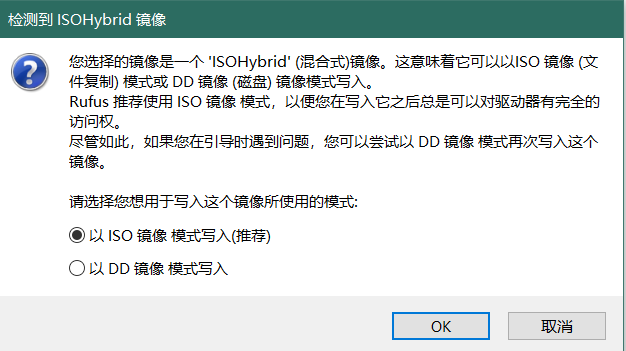 检测到 ISOHybrid 镜像
您选择的镜像是一个 'ISOHybrid' (混合式)镜像。这意味着它可以以ISO 镜像 (文
件复制) 模式或 DD 镜像 (磁盘) 镜像模式写入。
Rufus 推荐使用 ISO 镜像 模式，以便您在写入它之后总是可以对驱动器有完全的
访问权。
尽管如此，如果您在引导时遇到问题，您可以尝试以 DD 镜像 模式再次写入这个
镜像。
请选择您想用于写入这个镜像所使用的模式:
以 ISO 镜像 模式写入(推荐)
以 DD 镜像 模式写入
OK
取消